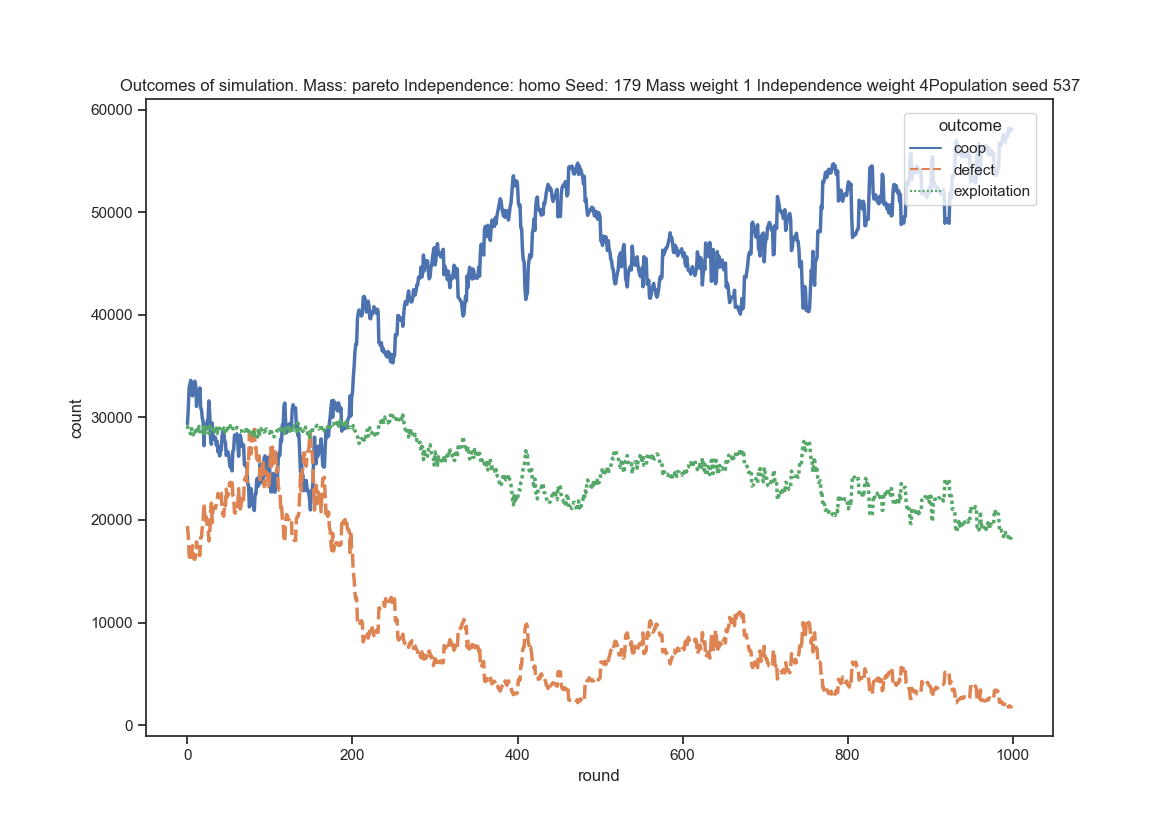 Outcomes of simulation. Mass: pareto Independence: homo Seed: 179 Mass weight 1 Independence weight 4Population seed 537
outcome
coop
defect
exploitation
60000
50000
40000
30000
20000
10000
0
count
0 200 400 600 800 1000
round